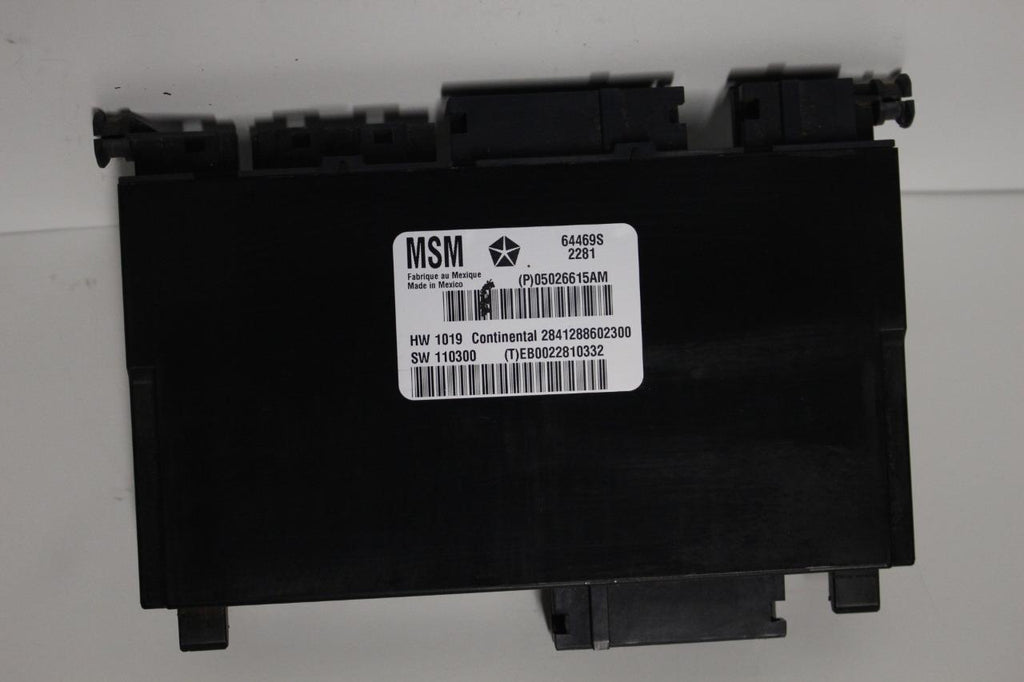 MSM
64469S
2281
Fabrique au Mexique
Made in Mexico
(P)05026615AM
HW 1019 Continental 2841288602300
SW 110300 (T)EB0022810332